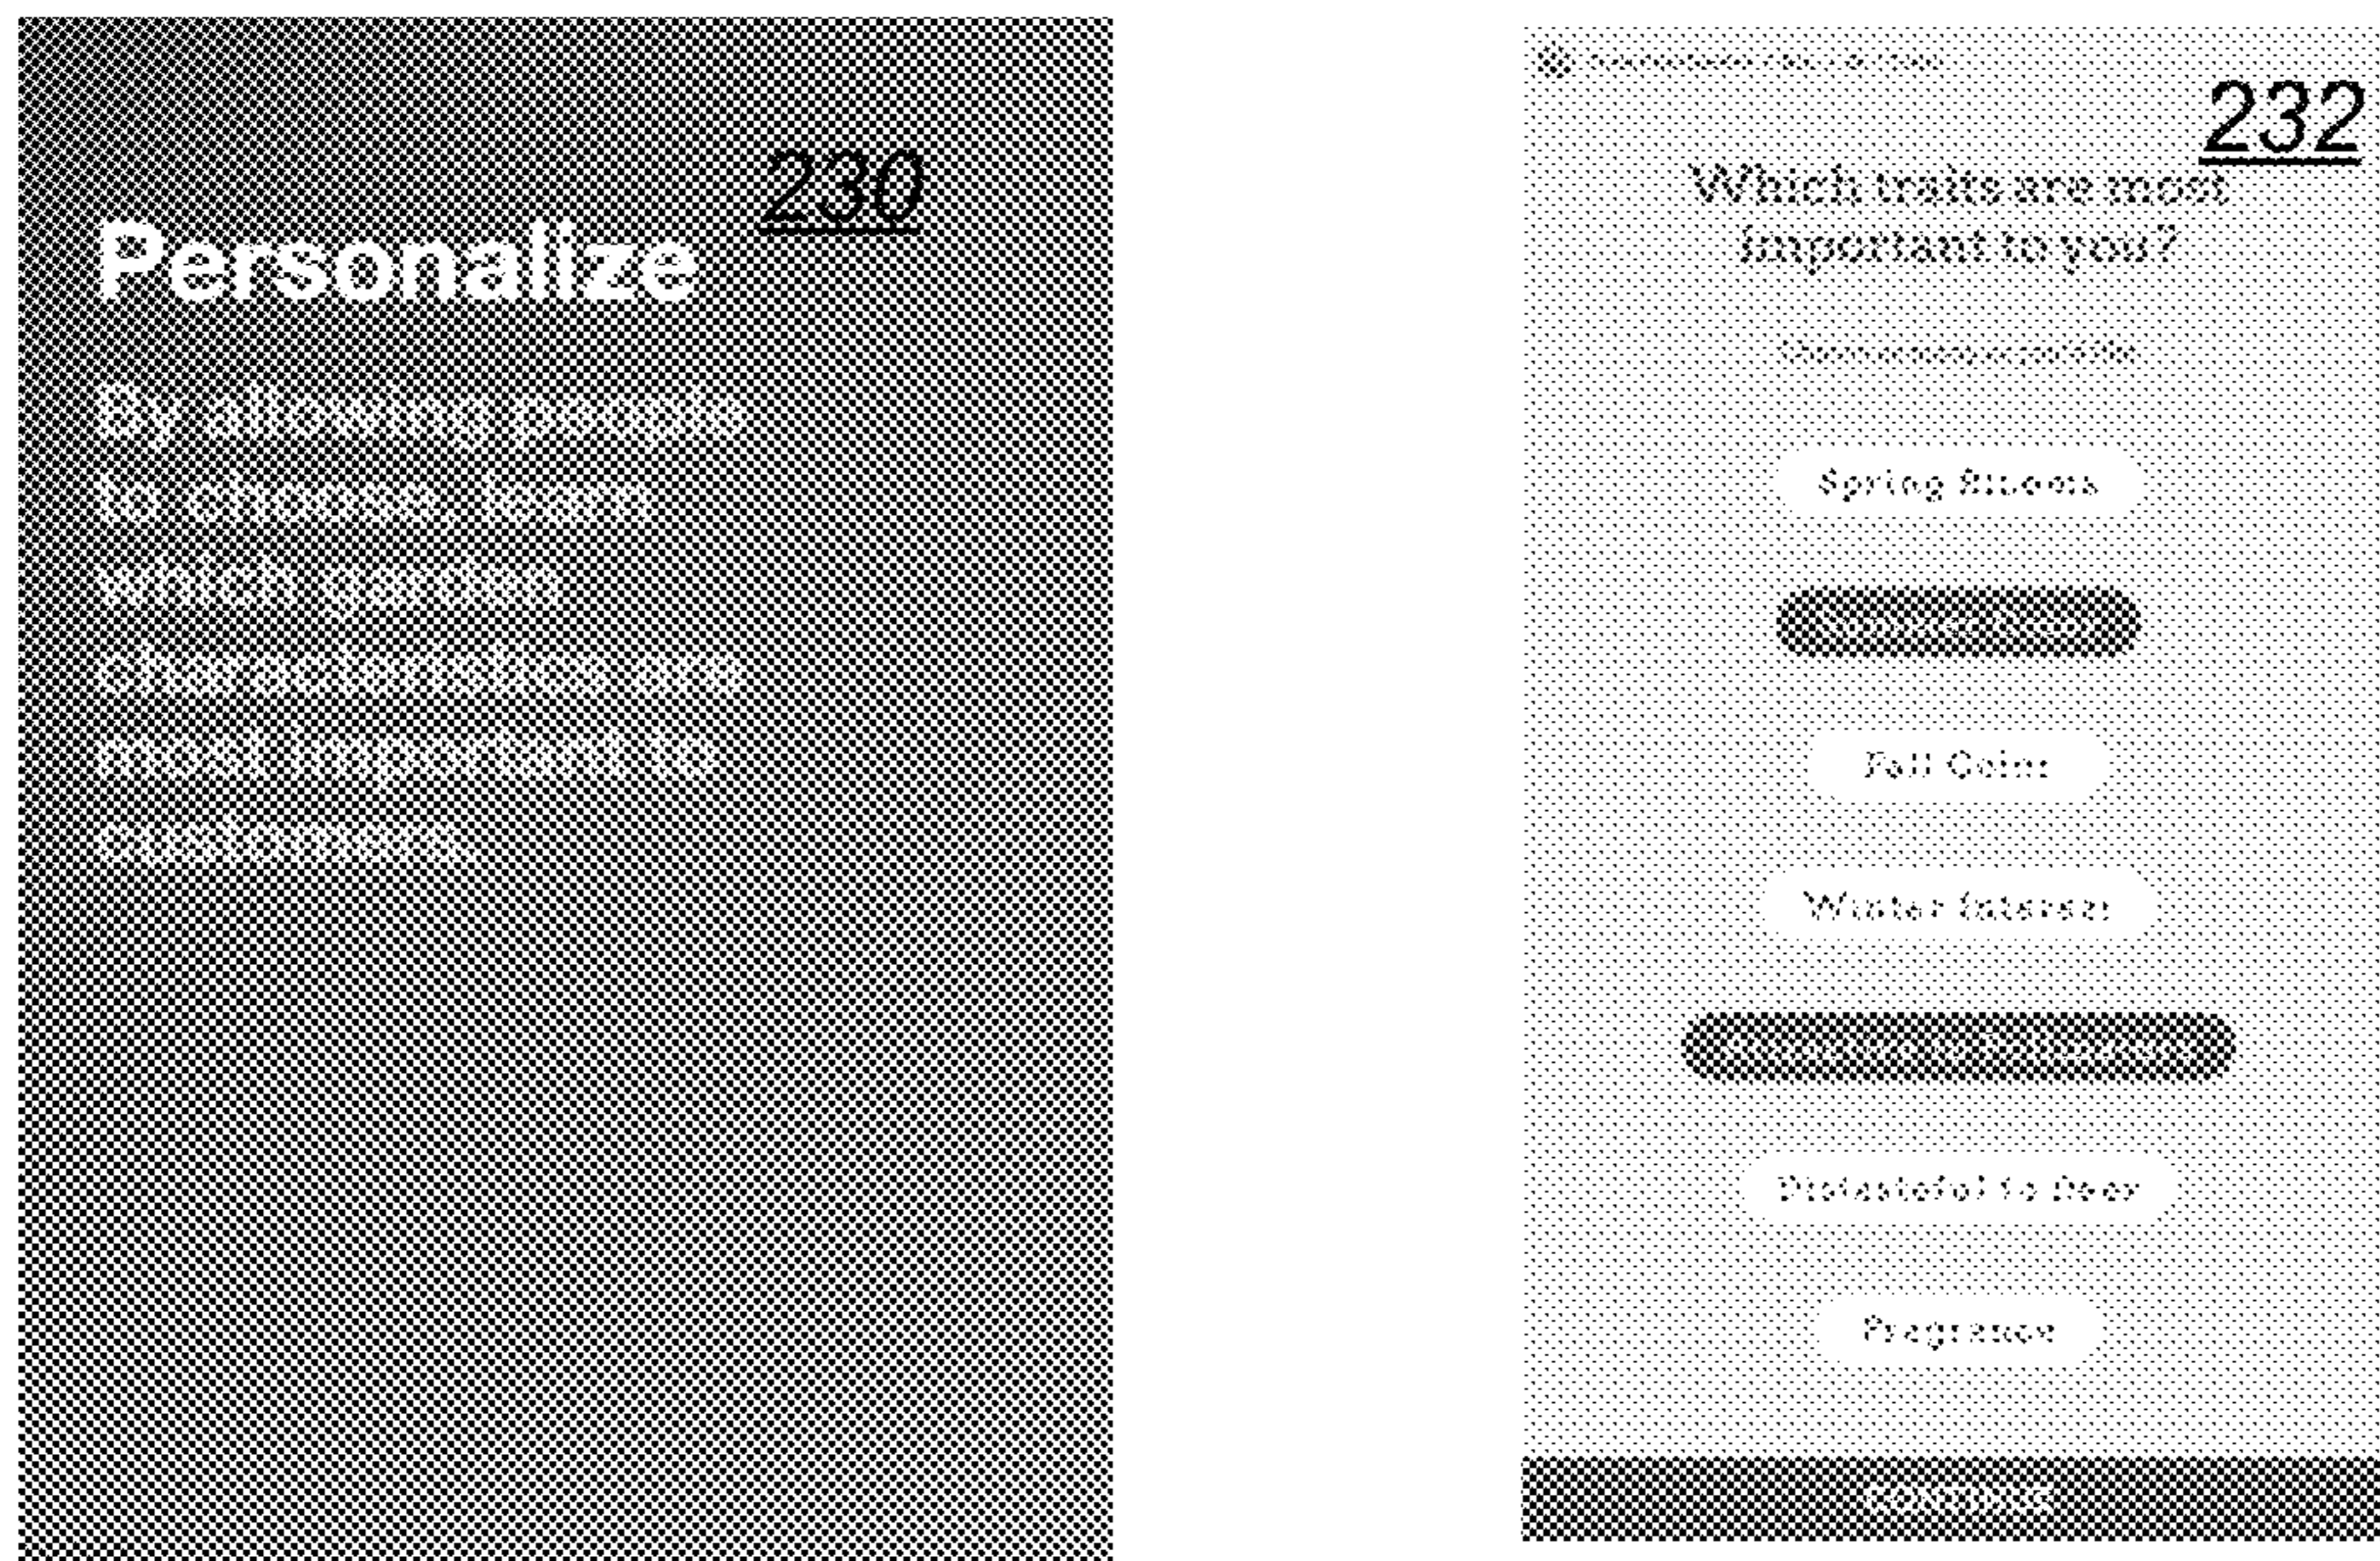 230
Personalize
By allowing people
to choose, learn
which garden
characteristics are
most important to
customers.
232
Which traits are most
important to you?
Spring Blooms
Fall Color
Winter Interest
Distasteful to Deer
Fragrance
CONTINUE